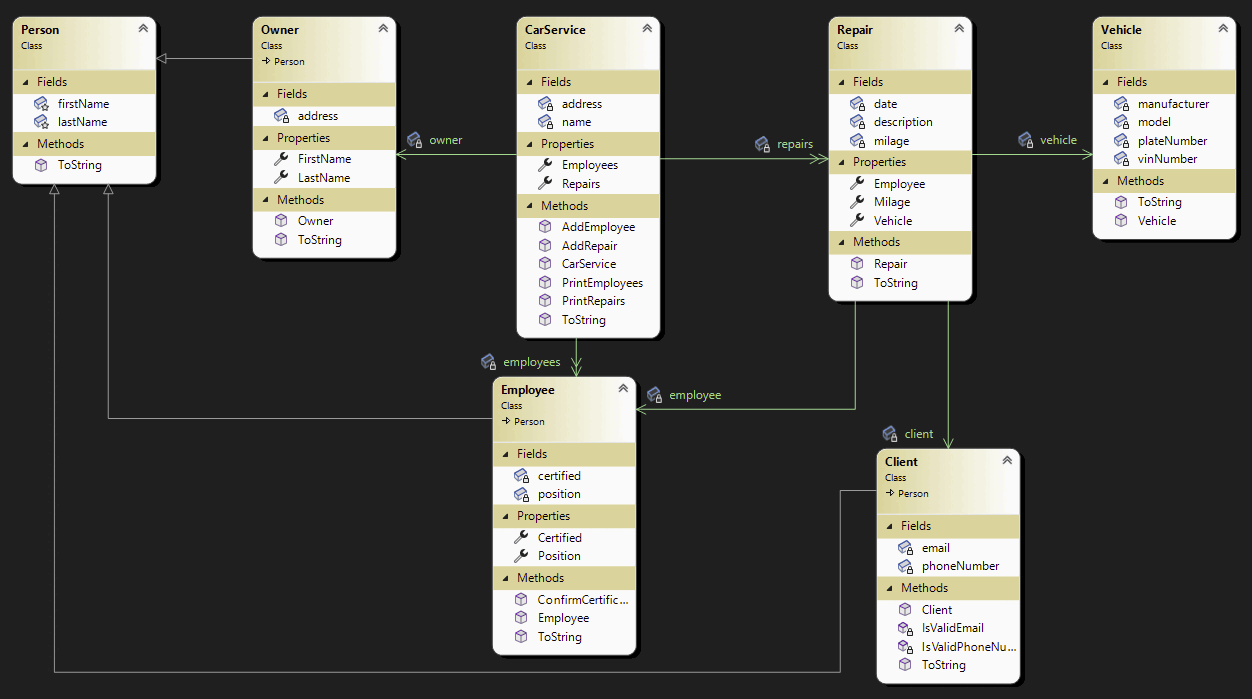 Person
Class
Fields
firstName
lastName
Methods
ToString
Owner
Class
Person
Fields
address
Properties
FirstName
LastName
Methods
Owner
ToString
owner
CarService
Class
Fields
address
name
Properties
Employees
Repairs
Methods
AddEmployee
AddRepair
CarService
PrintEmployees
PrintRepairs
ToString
repairs
Repair
Class
Fields
date
description
milage
Properties
Employee
Milage
Vehicle
Methods
Repair
ToString
vehicle
Vehicle
Class
Fields
manufacturer
model
plateNumber
vinNumber
Methods
ToString
Vehicle
employees
Employee
Class
Person
Fields
certified
position
Properties
Certified
Position
Methods
ConfirmCertific...
Employee
ToString
employee
client
Client
Class
Person
Fields
email
phoneNumber
Methods
Client
IsValidEmail
IsValidPhoneNu...
ToString